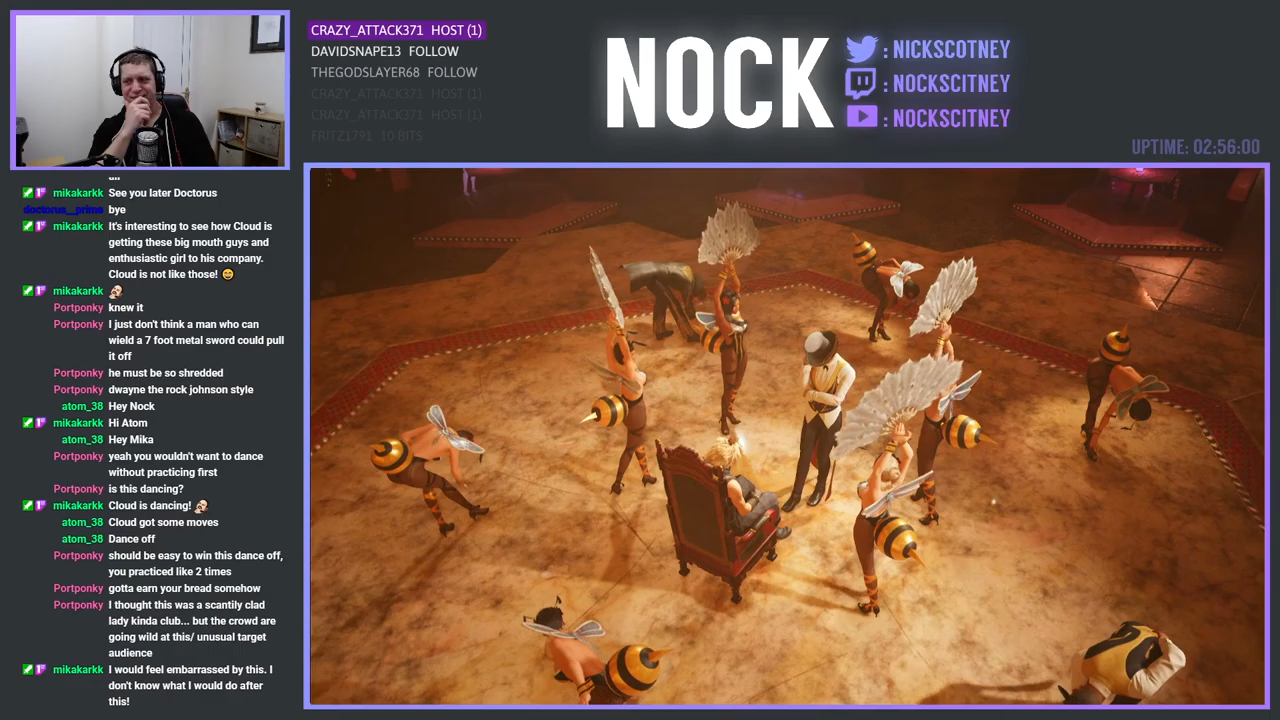 CRAZY_ATTACK371 HOST (1)
DAVIDSNAPE13 FOLLOW
THEGODSLAYER68 FOLLOW
CRAZY_ATTACK371 HOST (1)
CRAZY_ATTACK371 HOST (1)
FRITZ1791 10 BITS
NOCK
: NICKSCOTNEY
: NOCKSCITNEY
: NOCKSCITNEY
UPTIME: 02:56:00
mikakarkk See you later Doctorus
doctorus__prime bye
mikakarkk It's interesting to see how Cloud is
getting these big mouth guys and
enthusiastic girl to his company.
Cloud is not like those!
mikakarkk
Portponky knew it
Portponky I just don't think a man who can
wield a 7 foot metal sword could pull
it off
Portponky he must be so shredded
Portponky dwayne the rock johnson style
atom_38 Hey Nock
mikakarkk Hi Atom
atom_38 Hey Mika
Portponky yeah you wouldn't want to dance
without practicing first
Portponky is this dancing?
mikakarkk Cloud is dancing!
atom_38 Cloud got some moves
atom_38 Dance off
Portponky should be easy to win this dance off,
you practiced like 2 times
Portponky gotta earn your bread somehow
Portponky I thought this was a scantily clad
lady kinda club... but the crowd are
going wild at this/ unusual target
audience
mikakarkk I would feel embarrassed by this. I
don't know what I would do after
this!